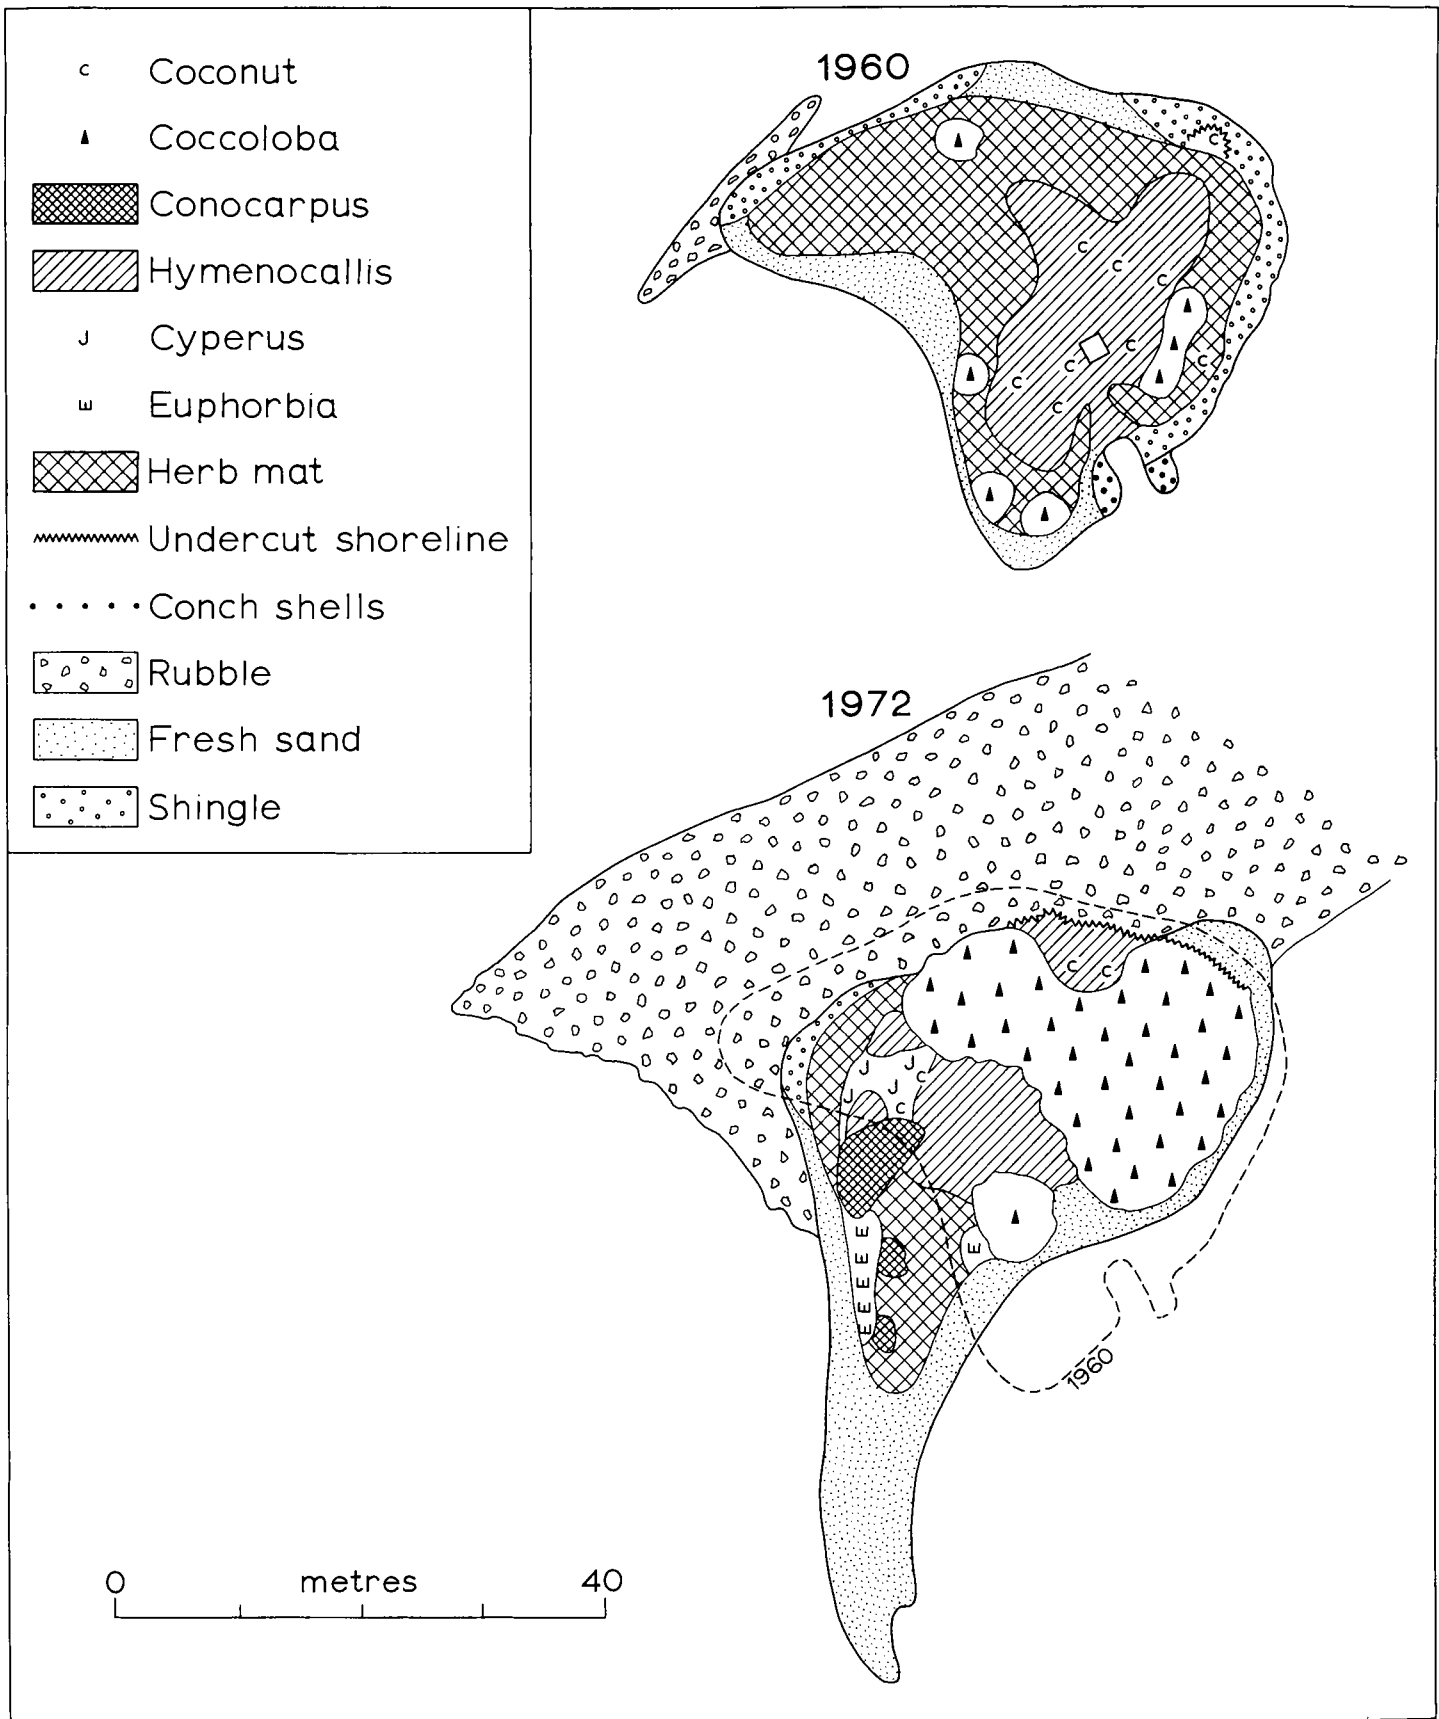 C Coconut
Coccoloba
Conocarpus
Hymenocallis
J Cyperus
E Euphorbia
Herb mat
Undercut shoreline
Conch shells
Rubble
Fresh sand
Shingle
1960
C
C
C
C
C
C
C
C
C
1972
C C
J J C
J
J C
E
E E
E
E
E
1960
0 metres 40